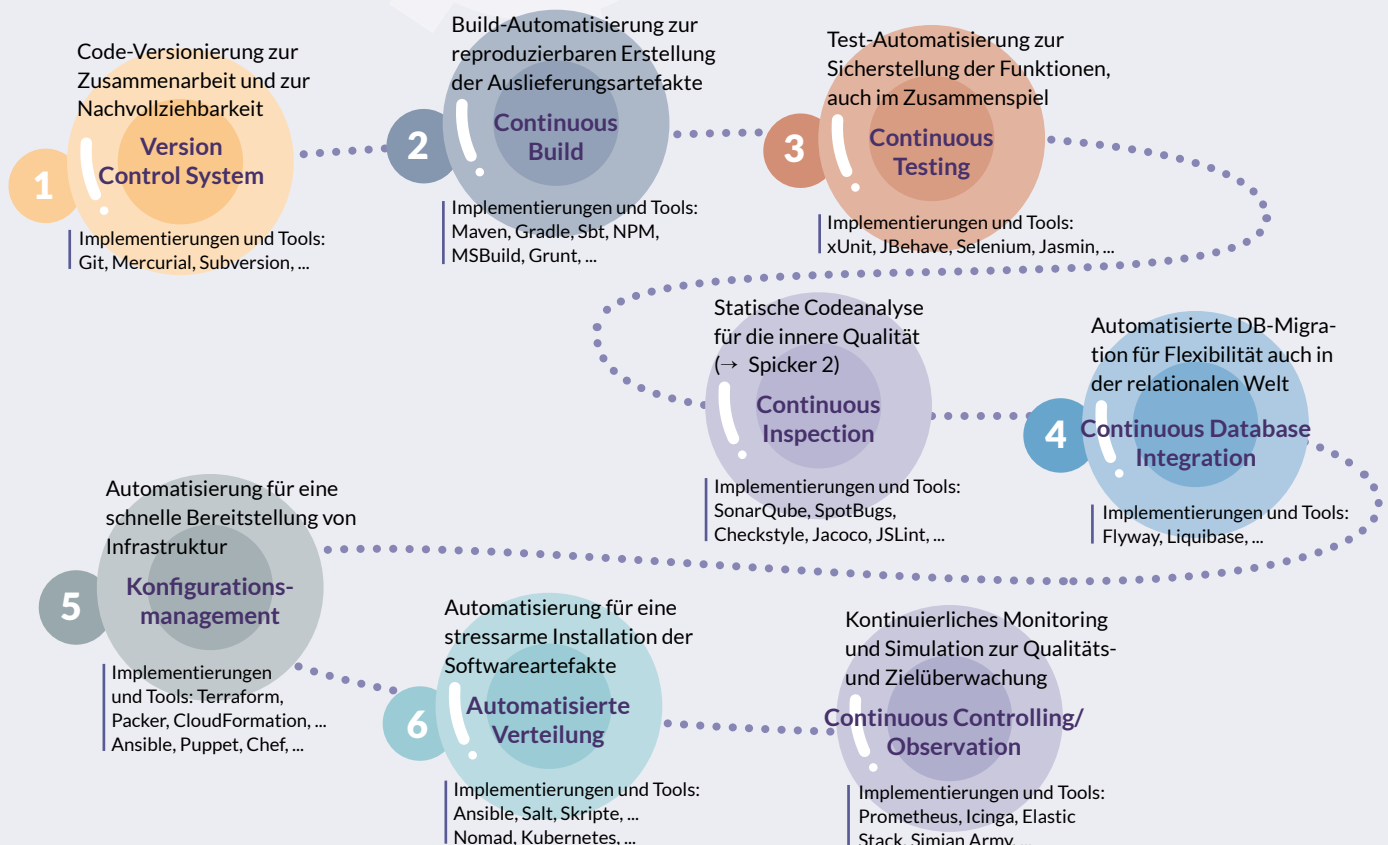 Code-Versionierung zur
Zusammenarbeit und zur
Nachvollziehbarkeit
1
Version
Control System
Implementierungen und Tools:
Git, Mercurial, Subversion, ...
Build-Automatisierung zur
reproduzierbaren Erstellung
der Auslieferungsartefakte
2
Continuous
Build
Implementierungen und Tools:
Maven, Gradle, Sbt, NPM,
MSBuild, Grunt, ...
Test-Automatisierung zur
Sicherstellung der Funktionen,
auch im Zusammenspiel
3
Continuous
Testing
Implementierungen und Tools:
xUnit, JBehave, Selenium, Jasmin, ...
Statische Codeanalyse
für die innere Qualität
(→ Spicker 2)
Continuous
Inspection
Implementierungen und Tools:
SonarQube, SpotBugs,
Checkstyle, Jacoco, JSLint, ...
Automatisierte DB-Migra-
tion für Flexibilität auch in
der relationalen Welt
4
Continuous Database
Integration
Implementierungen und Tools:
Flyway, Liquibase, ...
Automatisierung für eine
schnelle Bereitstellung von
Infrastruktur
5
Konfigurations-
management
Implementierungen
und Tools: Terraform,
Packer, CloudFormation, ...
Ansible, Puppet, Chef, ...
Automatisierung für eine
stressarme Installation der
Softwareartefakte
6
Automatisierte
Verteilung
Implementierungen und Tools:
Ansible, Salt, Skripte, ...
Nomad, Kubernetes, ...
Kontinuierliches Monitoring
und Simulation zur Qualitäts-
und Zielüberwachung
Continuous Controlling/
Observation
Implementierungen und Tools:
Prometheus, Icinga, Elastic
Stack, Simian Army, ...